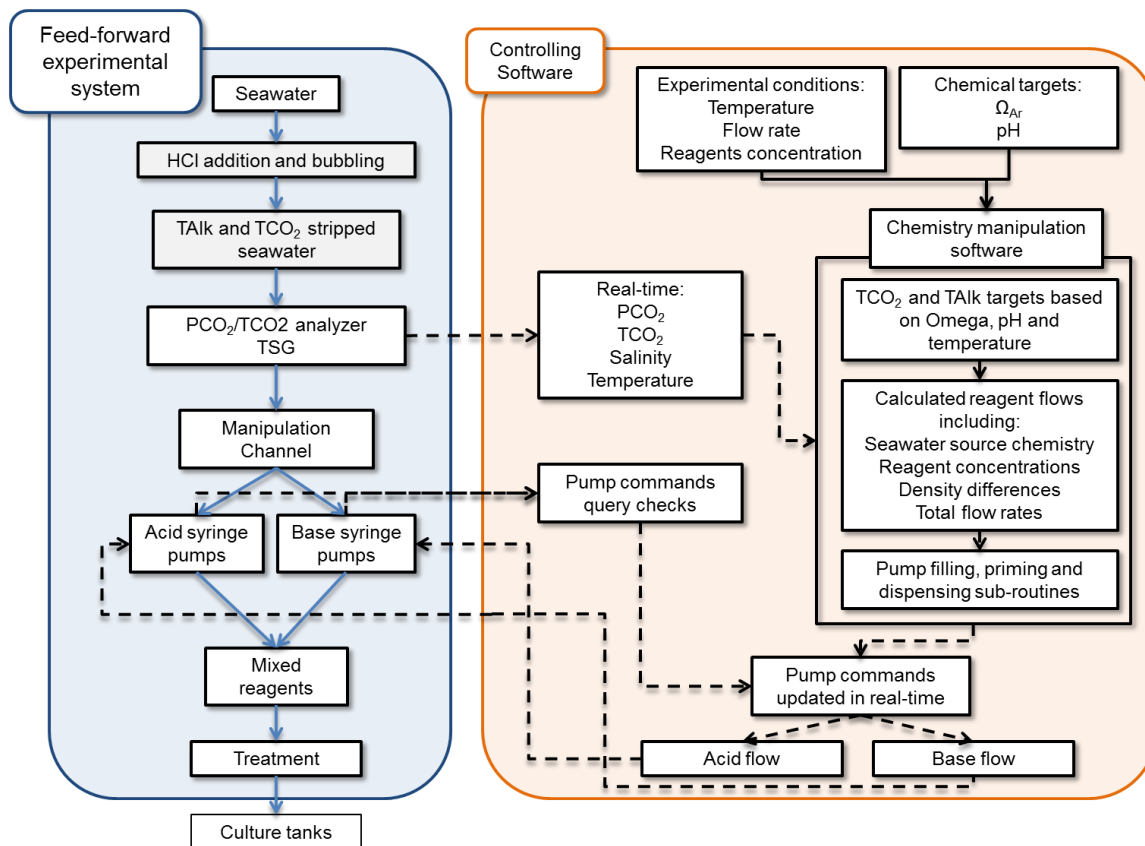 Feed-forward
experimental
system
Seawater
HCl addition and bubbling
TAlk and TCO₂ stripped
seawater
PCO₂/TCO2 analyzer
TSG
Manipulation
Channel
Acid syringe
pumps
Base syringe
pumps
Mixed
reagents
Treatment
Culture tanks
Controlling
Software
Experimental conditions:
Temperature
Flow rate
Reagents concentration
Chemical targets:
Ω_Ar
pH
Chemistry manipulation
software
Real-time:
PCO₂
TCO₂
Salinity
Temperature
TCO₂ and TAlk targets based
on Omega, pH and
temperature
Calculated reagent flows
including:
Seawater source chemistry
Reagent concentrations
Density differences
Total flow rates
Pump commands
query checks
Pump filling, priming and
dispensing sub-routines
Pump commands
updated in real-time
Acid flow
Base flow